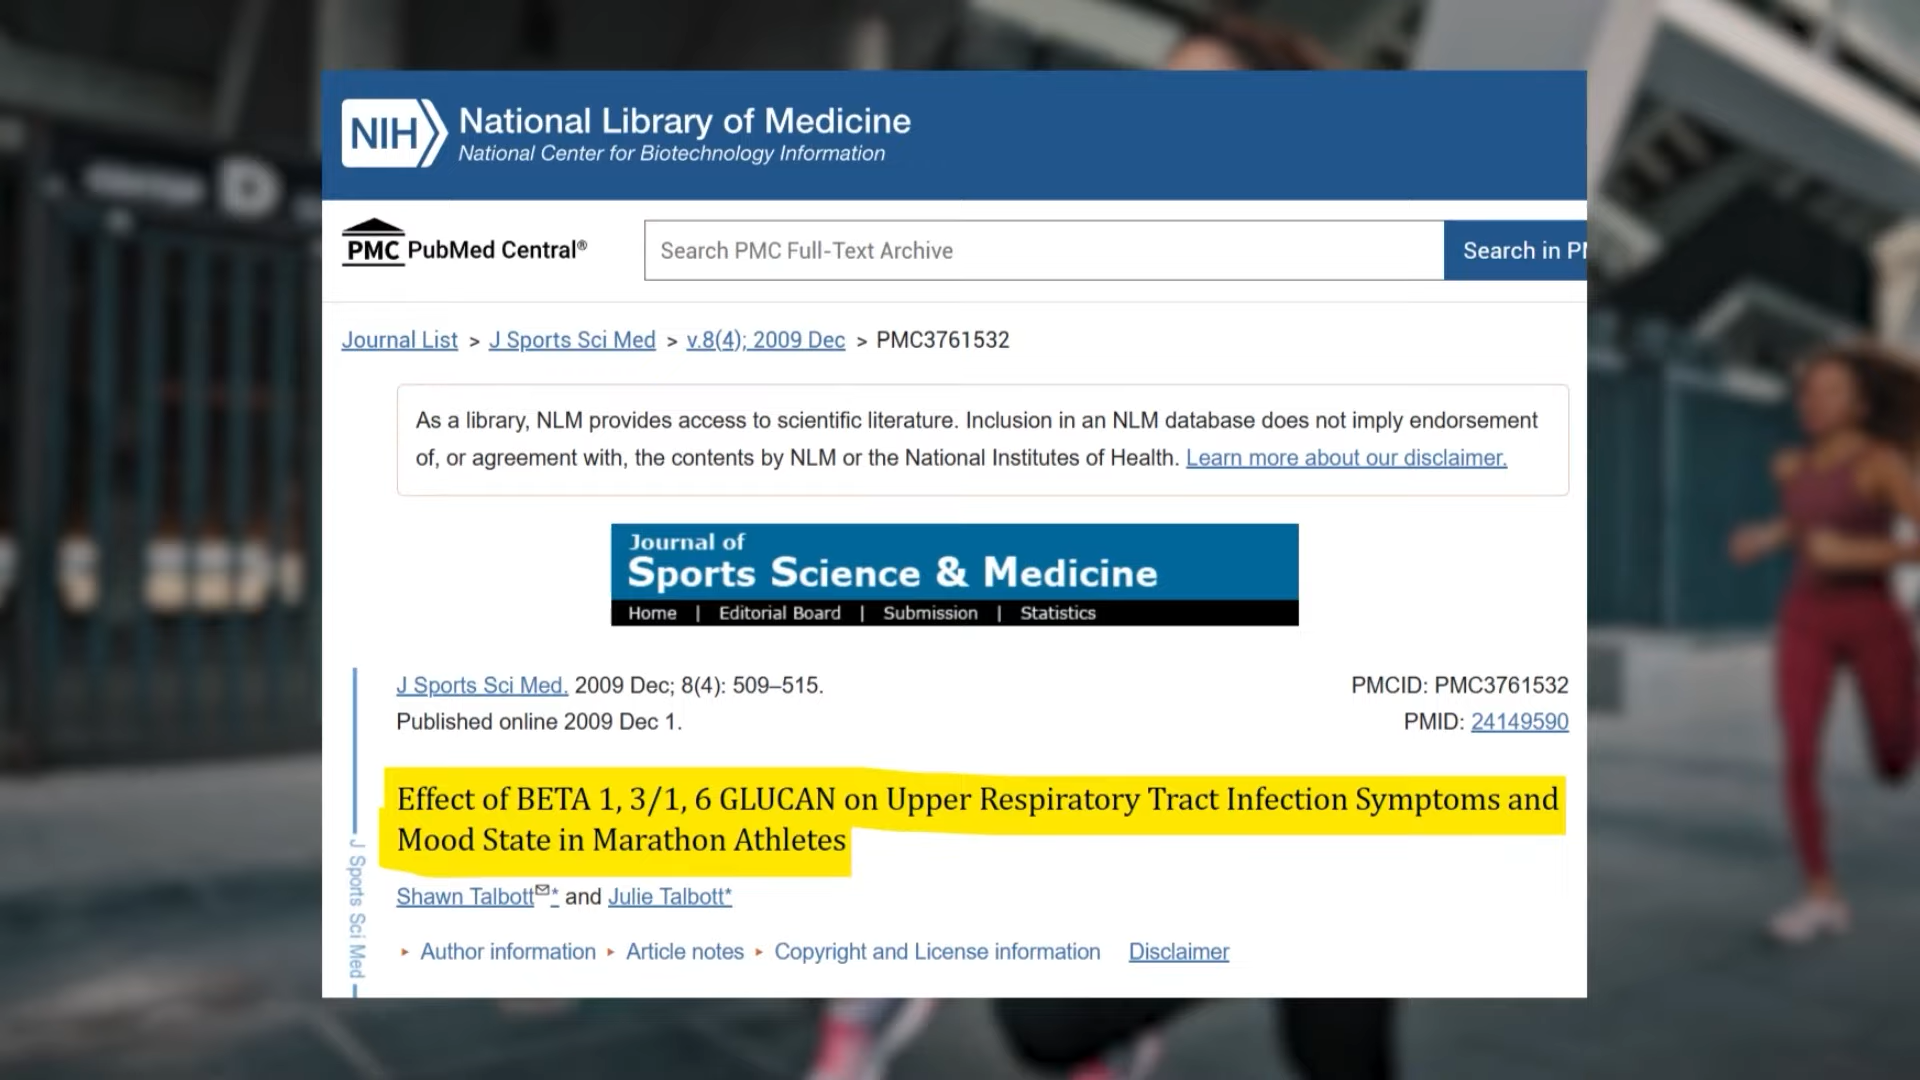 NIH
National Library of Medicine
National Center for Biotechnology Information
PMC PubMed Central®
Search PMC Full-Text Archive
Search in PM
Journal List > J Sports Sci Med > v.8(4); 2009 Dec > PMC3761532
As a library, NLM provides access to scientific literature. Inclusion in an NLM database does not imply endorsement
of, or agreement with, the contents by NLM or the National Institutes of Health. Learn more about our disclaimer.
Journal of
Sports Science & Medicine
Home | Editorial Board | Submission | Statistics
J Sports Sci Med. 2009 Dec; 8(4): 509–515.
PMCID: PMC3761532
Published online 2009 Dec 1.
PMID: 24149590
Effect of BETA 1, 3/1, 6 GLUCAN on Upper Respiratory Tract Infection Symptoms and
Mood State in Marathon Athletes
Shawn Talbott✉* and Julie Talbott*
▸ Author information ▸ Article notes ▸ Copyright and License information Disclaimer
J Sports Sci Med
D